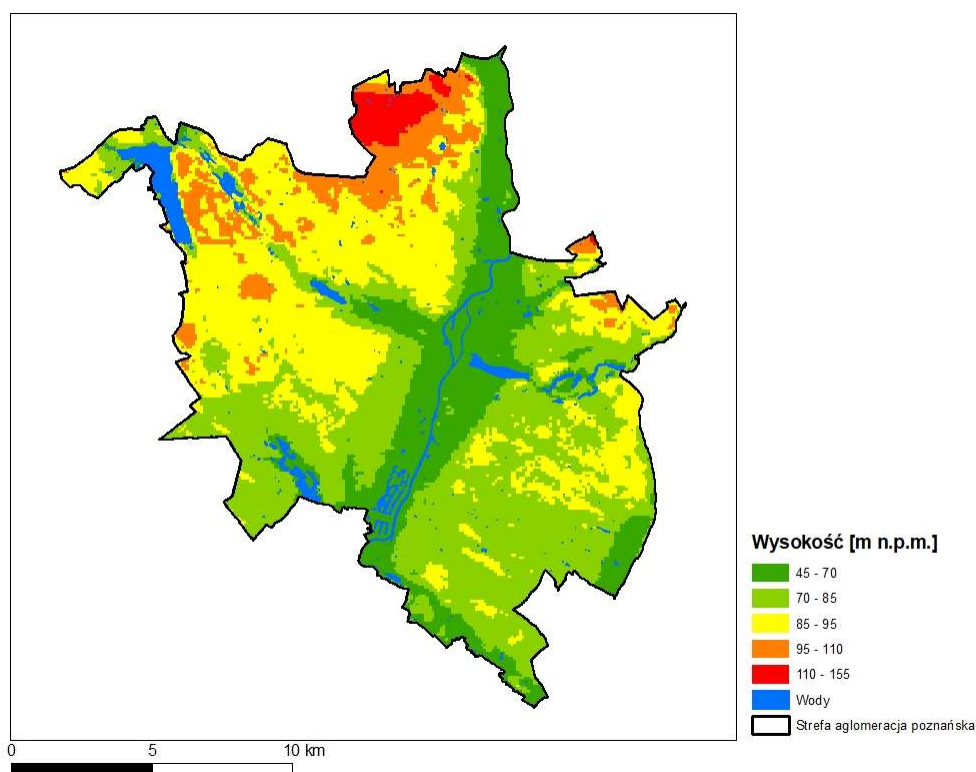 Wysokość [m n.p.m.]
45 - 70
70 - 85
85 - 95
95 - 110
110 - 155
Wody
Strefa aglomeracja poznańska
0 5 10 km